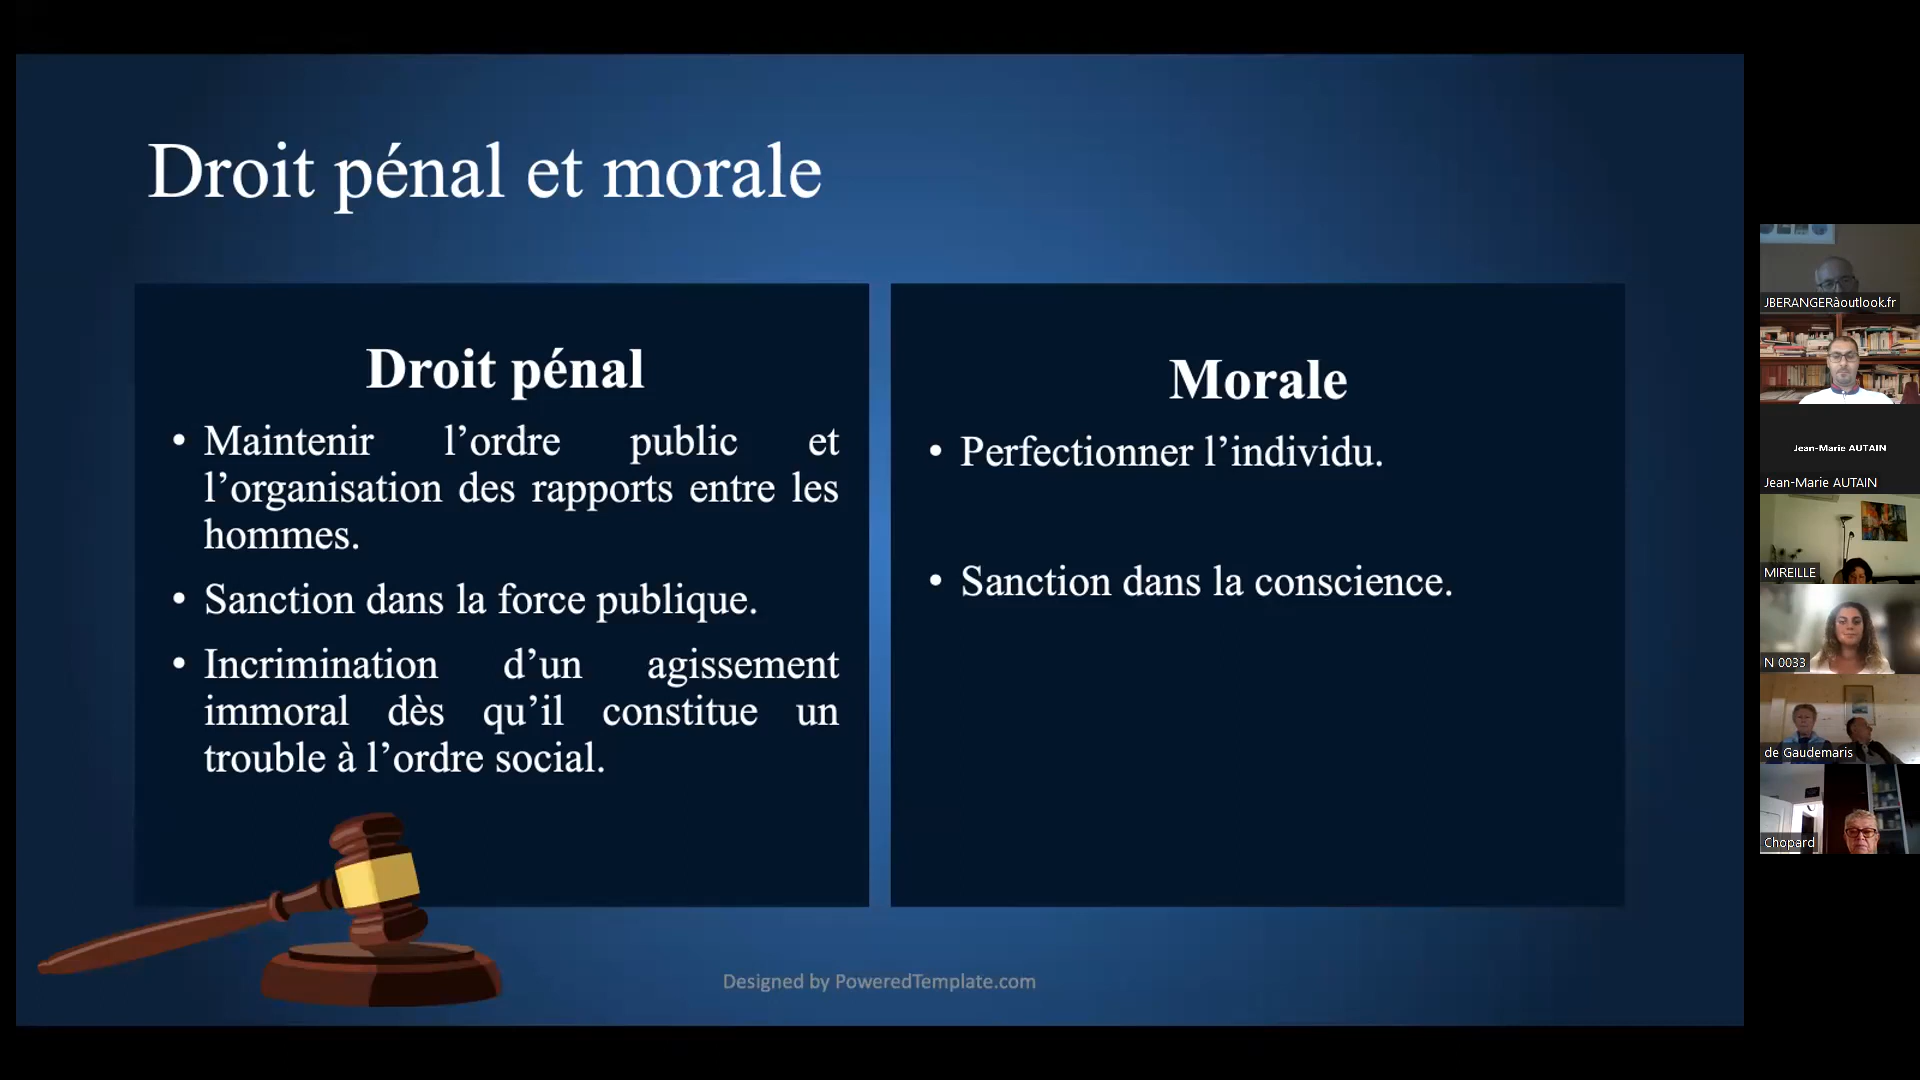 Droit pénal et morale
Droit pénal
• Maintenir l’ordre public et
l’organisation des rapports entre les
hommes.
• Sanction dans la force publique.
• Incrimination d’un agissement
immoral dès qu’il constitue un
trouble à l’ordre social.
Morale
• Perfectionner l’individu.
• Sanction dans la conscience.
Designed by PoweredTemplate.com
JBERANGERàoutlook.fr
Jean-Marie AUTAIN
Jean-Marie AUTAIN
MIREILLE
N 0033
de Gaudemaris
Chopard